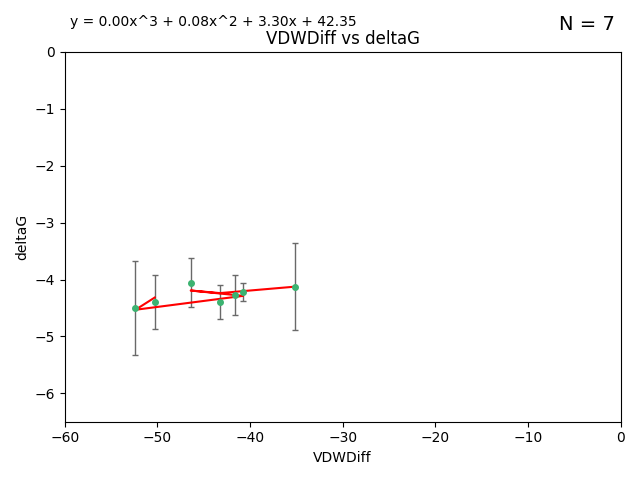 y = 0.00x^3 + 0.08x^2 + 3.30x + 42.35
N = 7
VDWDiff vs deltaG
0
−1
−2
−3
−4
−5
−6
deltaG
−60 −50 −40 −30 −20 −10 0
VDWDiff